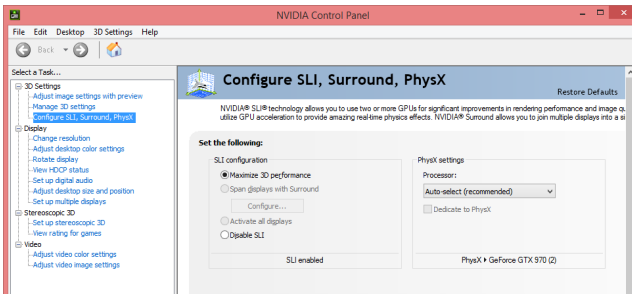 NVIDIA Control Panel
File Edit Desktop 3D Settings Help
Back
Select a Task...
3D Settings
Adjust image settings with preview
Manage 3D settings
Configure SLI, Surround, PhysX
Display
Change resolution
Adjust desktop color settings
Rotate display
View HDCP status
Set up digital audio
Adjust desktop size and position
Set up multiple displays
Stereoscopic 3D
Set up stereoscopic 3D
View rating for games
Video
Adjust video color settings
Adjust video image settings
Configure SLI, Surround, PhysX
Restore Defaults
NVIDIA® SLI® technology allows you to use two or more GPUs for significant improvements in rendering performance and image qu
utilize GPU acceleration to provide amazing real-time physics effects. NVIDIA® Surround allows you to join multiple displays into a si
Set the following:
SLI configuration
Maximize 3D performance
Span displays with Surround
Configure...
Activate all displays
Disable SLI
SLI enabled
PhysX settings
Processor:
Auto-select (recommended)
Dedicate to PhysX
PhysX ▸ GeForce GTX 970 (2)